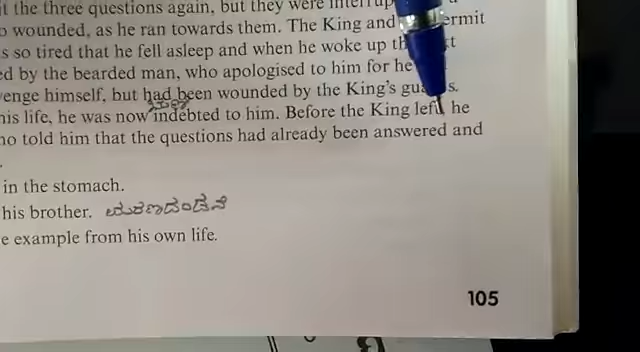 it the three questions again, but they were interrup
o wounded, as he ran towards them. The King and ermit
s so tired that he fell asleep and when he woke up th t
ed by the bearded man, who apologised to him for he
venge himself, but had been wounded by the King's gua s.
his life, he was now indebted to him. Before the King left, he
ho told him that the questions had already been answered and
.
in the stomach.
his brother. ಮರಣದಂಡನೆ
e example from his own life.
105